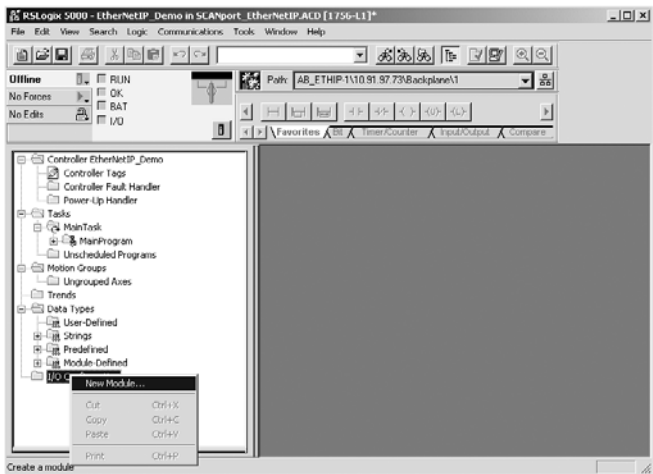 RSLogix 5000 - EtherNetIP_Demo in SCANport_EtherNetIP.ACD [1756-L1]*
File Edit View Search Logic Communications Tools Window Help
Offline
RUN
No Forces
OK
BAT
No Edits
I/O
Path: AB_ETHIP-1\10.91.97.73\Backplane\1
Favorites Bit Timer/Counter Input/Output Compare
Controller EtherNetIP_Demo
Controller Tags
Controller Fault Handler
Power-Up Handler
Tasks
MainTask
MainProgram
Unscheduled Programs
Motion Groups
Ungrouped Axes
Trends
Data Types
User-Defined
Strings
Predefined
Module-Defined
I/O
New Module...
Cut Ctrl+X
Copy Ctrl+C
Paste Ctrl+V
Print Ctrl+P
Create a module